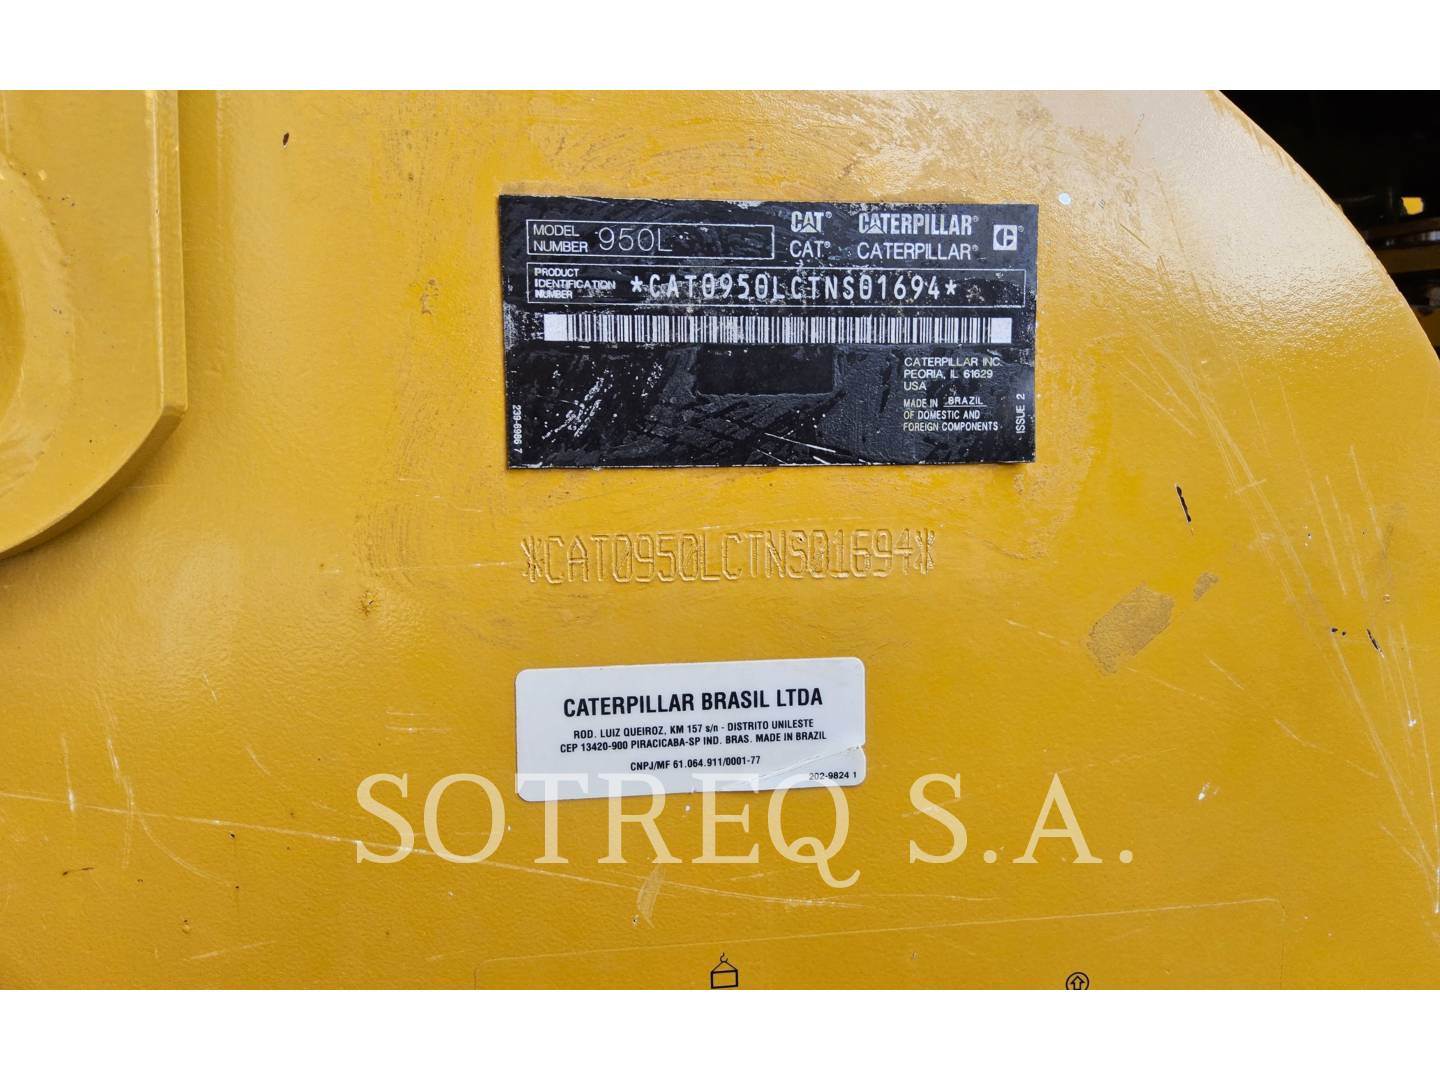 MODEL NUMBER 950L
CAT® CATERPILLAR®
CAT® CATERPILLAR®
PRODUCT IDENTIFICATION NUMBER *CAT0950LCTNS01694*
CATERPILLAR INC.
PEORIA, IL 61629
USA
MADE IN BRAZIL
OF DOMESTIC AND
FOREIGN COMPONENTS
239-6966 7
ISSUE 2
*CAT0950LCTNS01694*
CATERPILLAR BRASIL LTDA
ROD. LUIZ QUEIROZ, KM 157 s/n - DISTRITO UNILESTE
CEP 13420-900 PIRACICABA-SP IND. BRAS. MADE IN BRAZIL
CNPJ/MF 61.064.911/0001-77
202-9824 1
SOTREQ S.A.